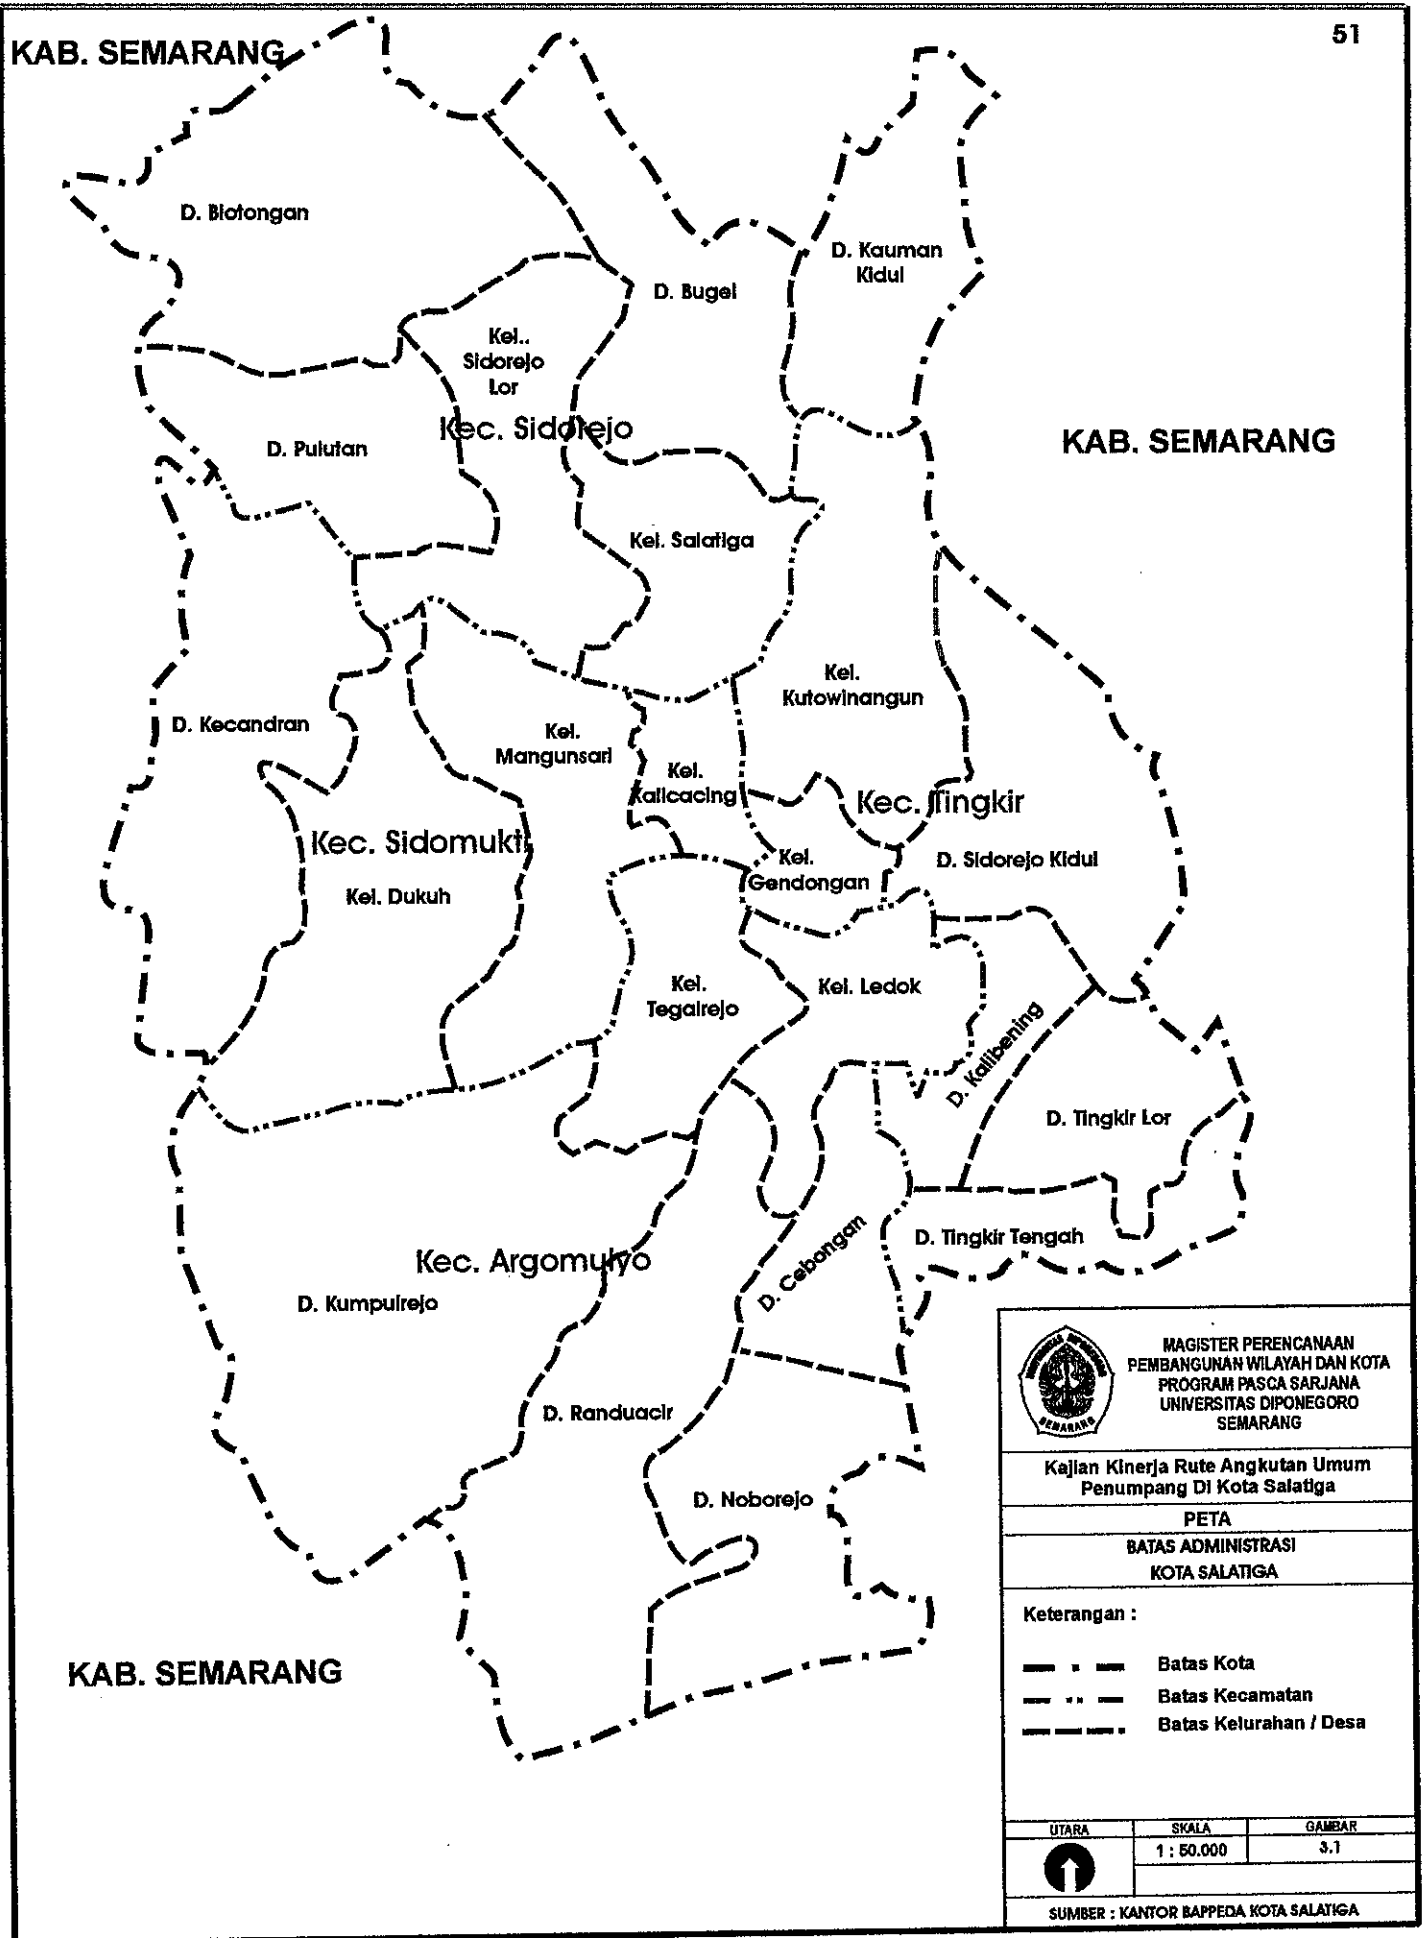 51
KAB. SEMARANG
D. Blotongan
D. Kauman
Kidul
D. Bugel
Kel..
Sidorejo
Lor
Kec. Sidorejo
KAB. SEMARANG
D. Pulutan
Kel. Salatiga
Kel.
Kutowinangun
D. Kecandran
Kel.
Mangunsari
Kel.
Kalicacing
Kec. Tingkir
Kec. Sidomukti
Kel.
Gendongan
D. Sidorejo Kidul
Kel. Dukuh
Kel.
Tegalrejo
Kel. Ledok
D. Kalibening
D. Tingkir Lor
D. Tingkir Tengah
D. Cebongan
Kec. Argomulyo
D. Kumpulrejo
D. Randuacir
D. Noborejo
KAB. SEMARANG
UNIVERSITAS DIPONEGORO
SEMARANG
MAGISTER PERENCANAAN
PEMBANGUNAN WILAYAH DAN KOTA
PROGRAM PASCA SARJANA
UNIVERSITAS DIPONEGORO
SEMARANG
Kajian Kinerja Rute Angkutan Umum
Penumpang Di Kota Salatiga
PETA
BATAS ADMINISTRASI
KOTA SALATIGA
Keterangan :
Batas Kota
Batas Kecamatan
Batas Kelurahan / Desa
UTARA
SKALA
GAMBAR
1 : 50.000
3.1
SUMBER : KANTOR BAPPEDA KOTA SALATIGA